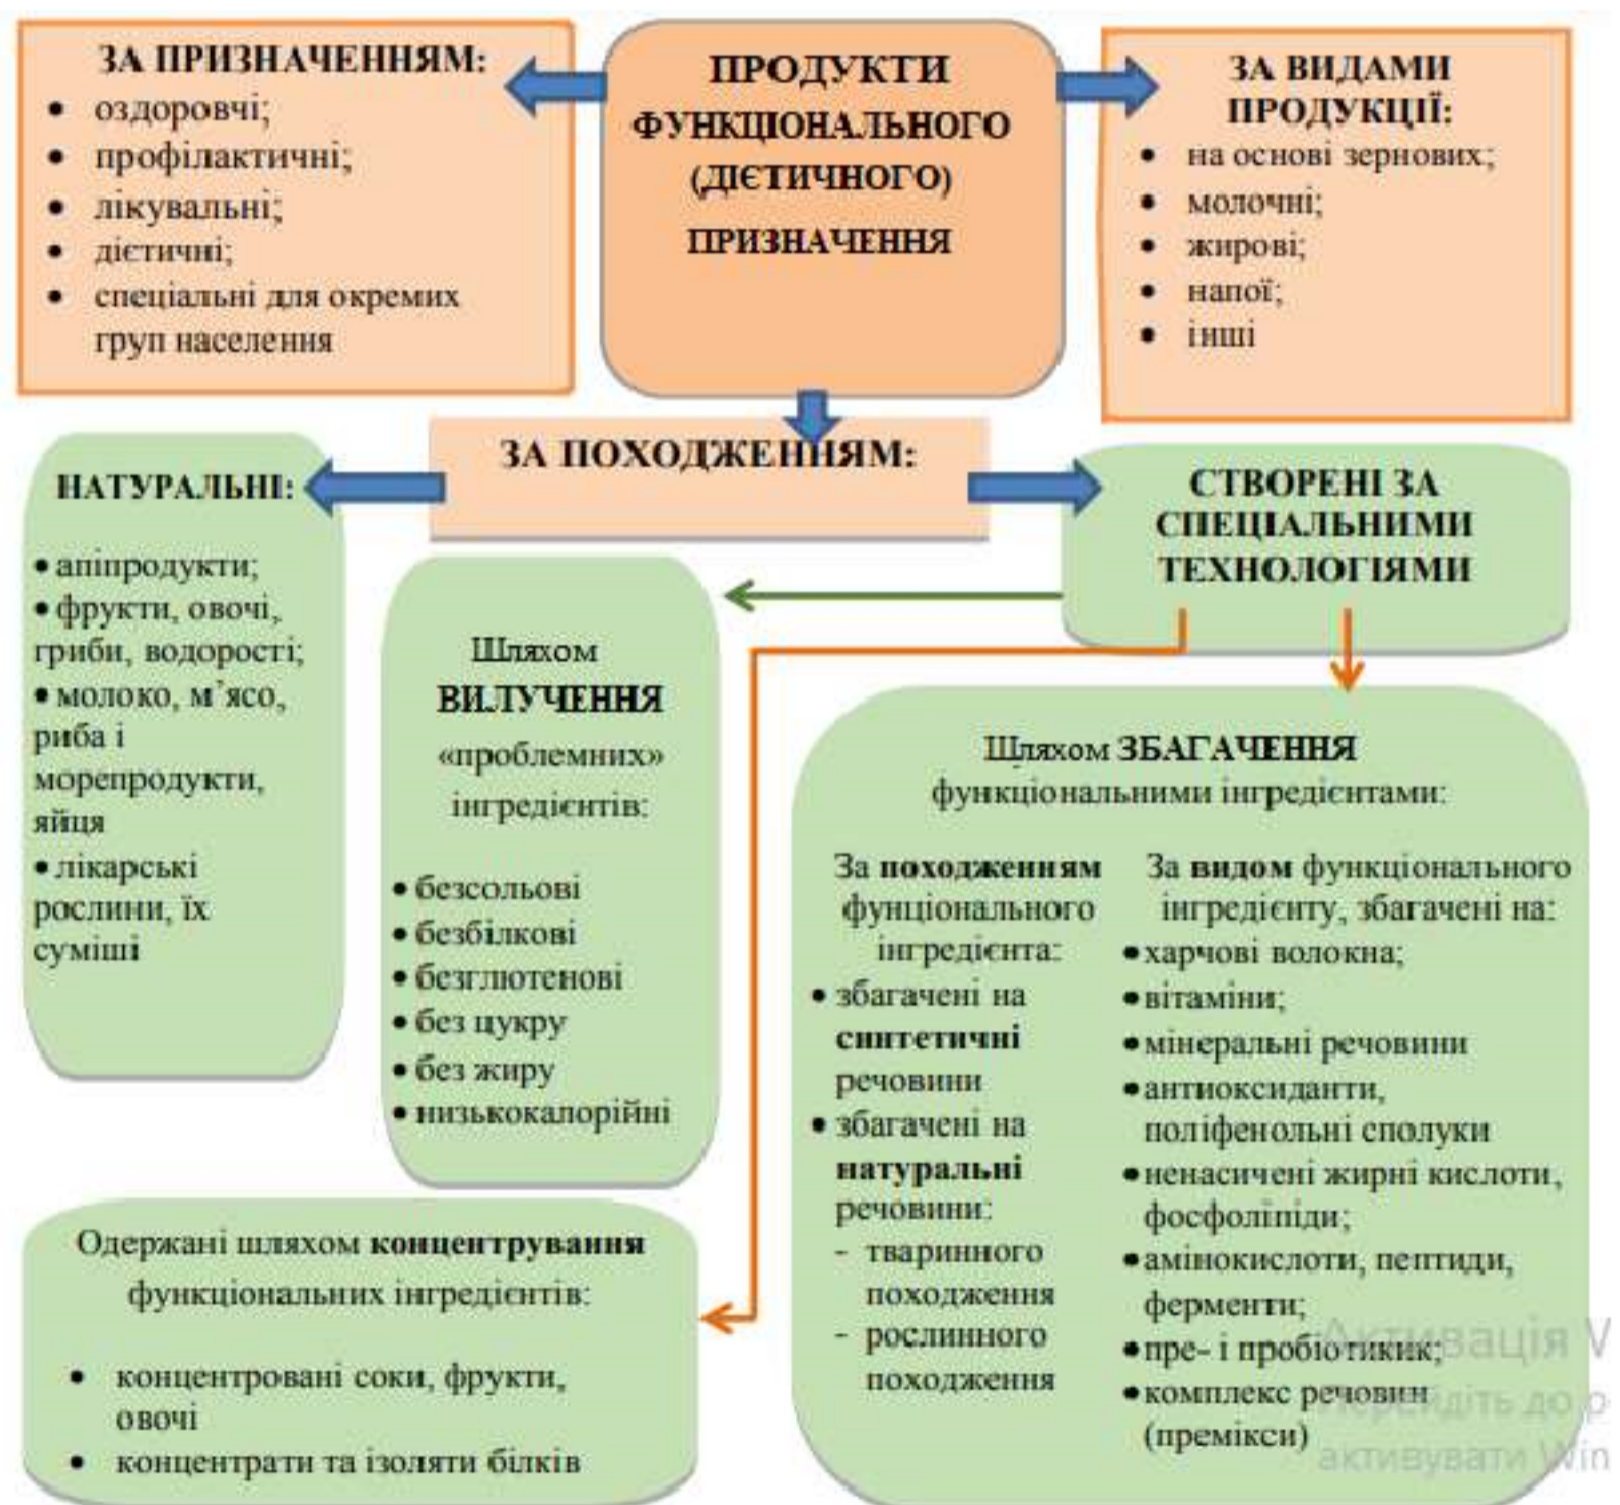 ЗА ПРИЗНАЧЕННЯМ:
• оздоровчі;
• профілактичні;
• лікувальні;
• дієтичні;
• спеціальні для окремих
груп населення
ПРОДУКТИ
ФУНКЦІОНАЛЬНОГО
(ДІЄТИЧНОГО)
ПРИЗНАЧЕННЯ
ЗА ВИДАМИ
ПРОДУКЦІЇ:
• на основі зернових;
• молочні;
• жирові;
• напої;
• інші
ЗА ПОХОДЖЕННЯМ:
НАТУРАЛЬНІ:
• апіпродукти;
• фрукти, овочі,
гриби, водорості;
• молоко, м’ясо,
риба і
морепродукти,
яйця
• лікарські
рослини, їх
суміші
СТВОРЕНІ ЗА
СПЕЦІАЛЬНИМИ
ТЕХНОЛОГІЯМИ
Шляхом
ВИЛУЧЕННЯ
«проблемних»
інгредієнтів:
• безсольові
• безбілкові
• безглютенові
• без цукру
• без жиру
• низькокалорійні
Шляхом ЗБАГАЧЕННЯ
функціональними інгредієнтами:
За походженням
фунціонального
інгредієнта:
• збагачені на
синтетичні
речовини
• збагачені на
натуральні
речовини:
- тваринного
походження
- рослинного
походження
За видом функціонального
інгредієнту, збагачені на:
• харчові волокна;
• вітаміни;
• мінеральні речовини
• антиоксиданти,
поліфенольні сполуки
• ненасичені жирні кислоти,
фосфоліпіди;
• амінокислоти, пептиди,
ферменти;
• пре- і пробіотикик;
• комплекс речовин
(премікси)
Одержані шляхом концентрування
функціональних інгредієнтів:
• концентровані соки, фрукти,
овочі
• концентрати та ізоляти білків
Активація W
Перейдіть до р
активувати Win